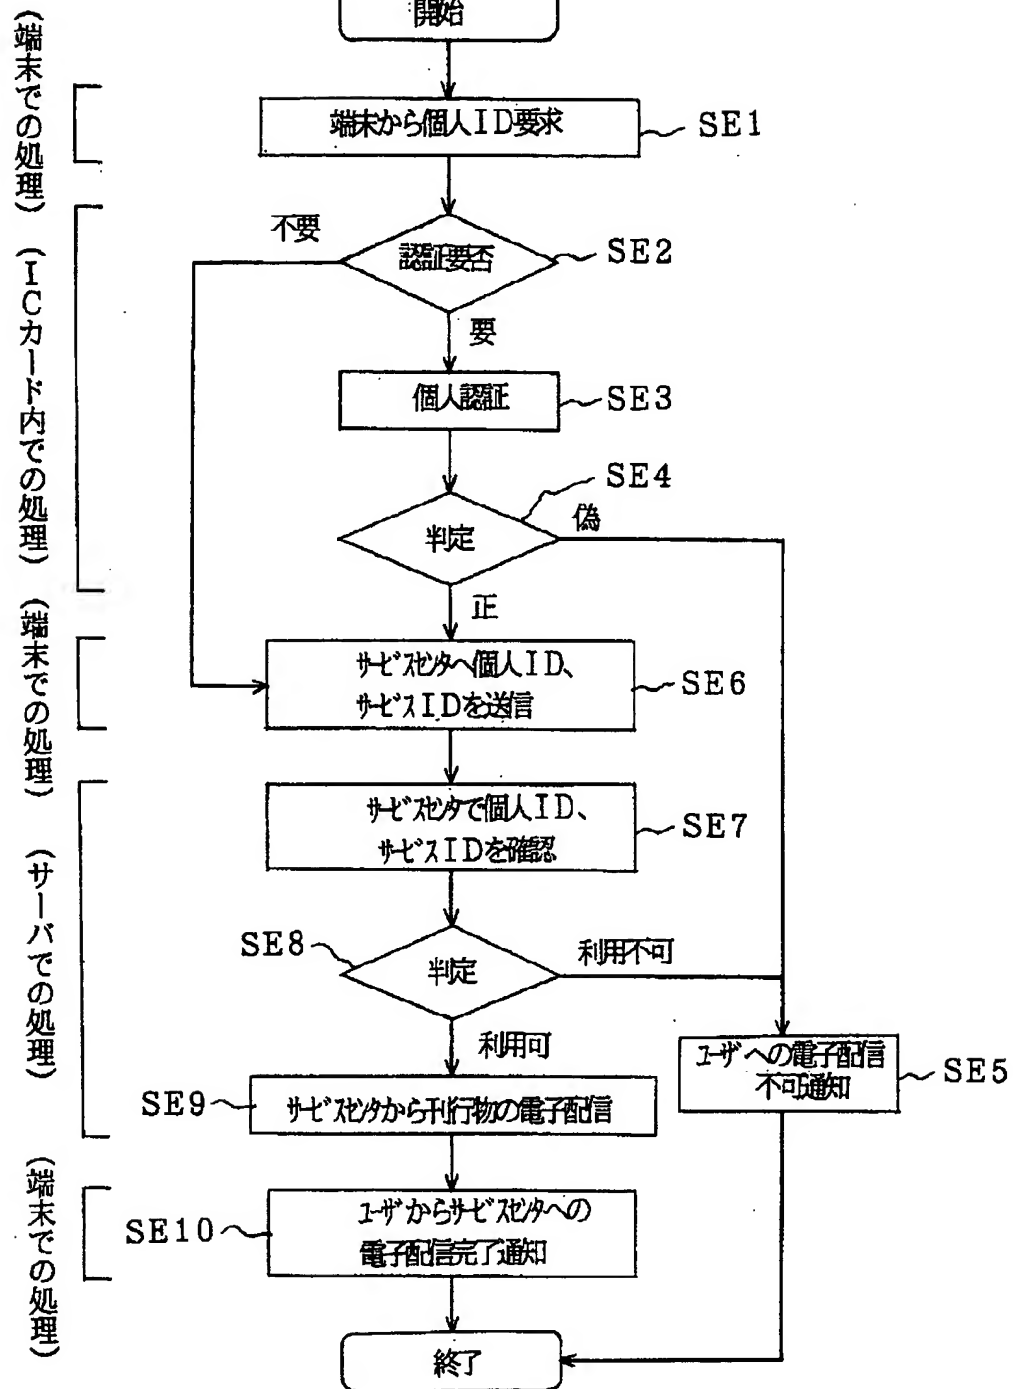 開始
(端末での処理)
端末から個人ID要求
SE1
(ICカード内での処理)
不要
認証要否
SE2
要
個人認証
SE3
SE4
判定
偽
正
(端末での処理)
サービスセンタへ個人ID、
サービスIDを送信
SE6
(サーバでの処理)
サービスセンタで個人ID、
サービスIDを確認
SE7
SE8
判定
利用不可
利用可
ユーザへの電子配信
不可通知
SE5
SE9
サービスセンタから刊行物の電子配信
(端末での処理)
SE10
ユーザからサービスセンタへの
電子配信完了通知
終了